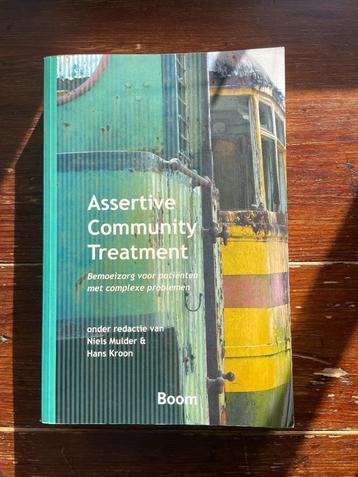 Assertive
Community
Treatment
Bemoeizorg voor patiënten
met complexe problemen
onder redactie van
Niels Mulder &
Hans Kroon
Boom